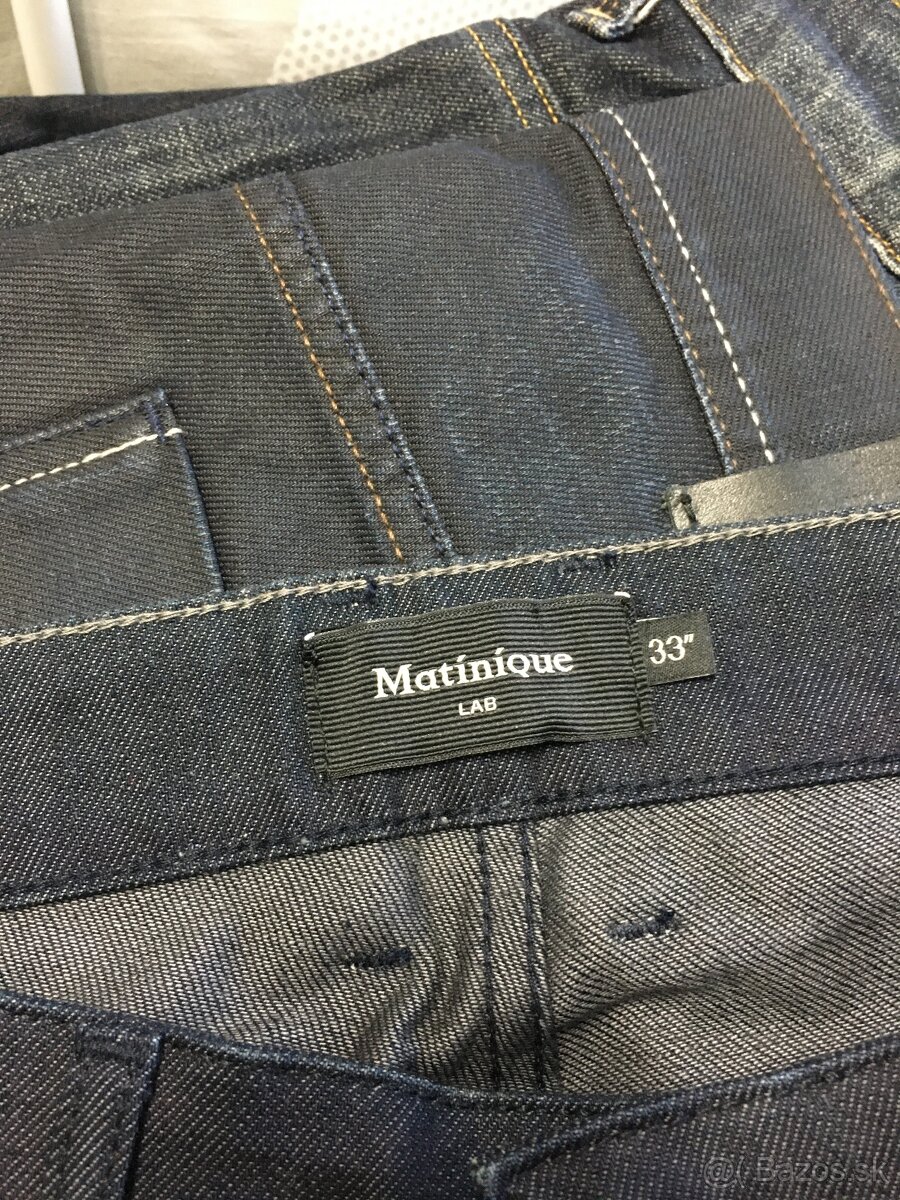 Matinique
LAB
33"
@( Bazos.sk